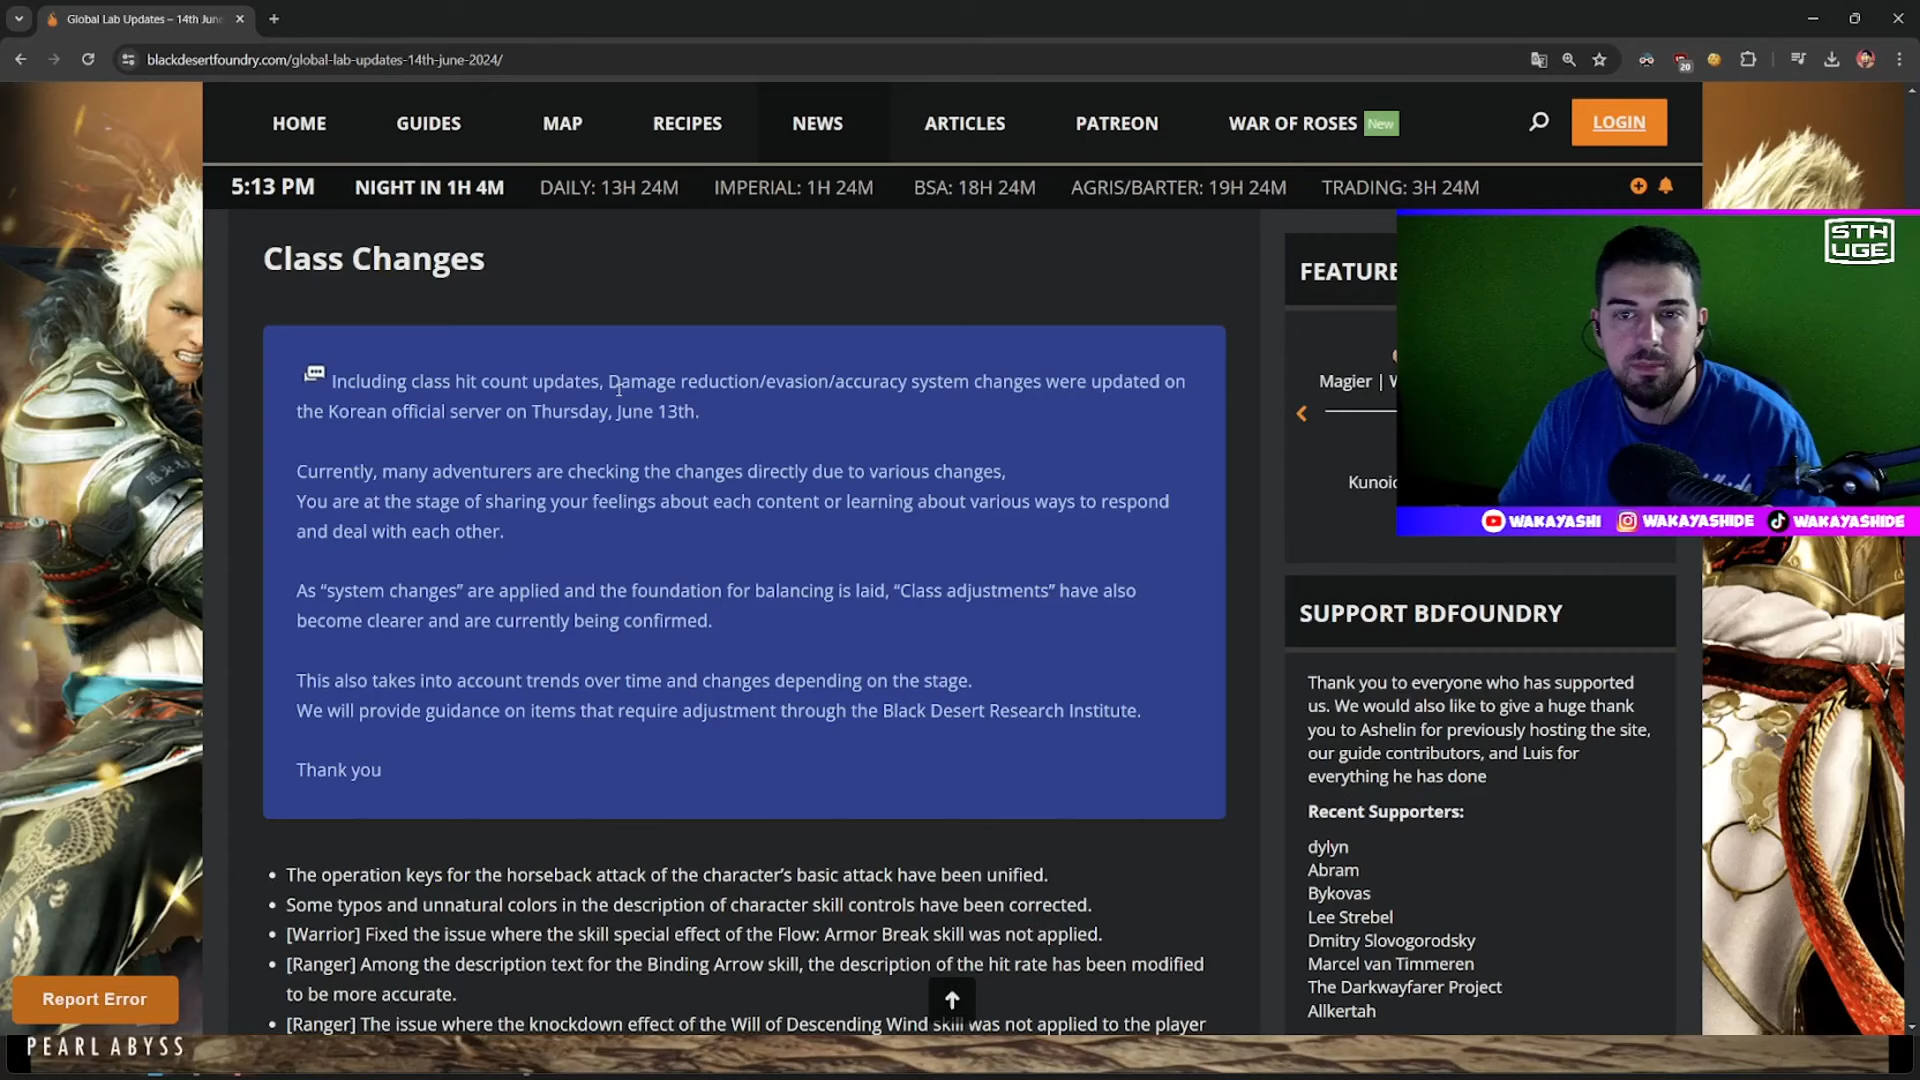 Global Lab Updates – 14th June
blackdesertfoundry.com/global-lab-updates-14th-june-2024/
20
HOME GUIDES MAP RECIPES NEWS ARTICLES PATREON WAR OF ROSES New LOGIN
5:13 PM NIGHT IN 1H 4M DAILY: 13H 24M IMPERIAL: 1H 24M BSA: 18H 24M AGRIS/BARTER: 19H 24M TRADING: 3H 24M
Class Changes
Including class hit count updates, Damage reduction/evasion/accuracy system changes were updated on
the Korean official server on Thursday, June 13th.
Currently, many adventurers are checking the changes directly due to various changes,
You are at the stage of sharing your feelings about each content or learning about various ways to respond
and deal with each other.
As “system changes” are applied and the foundation for balancing is laid, “Class adjustments” have also
become clearer and are currently being confirmed.
This also takes into account trends over time and changes depending on the stage.
We will provide guidance on items that require adjustment through the Black Desert Research Institute.
Thank you
• The operation keys for the horseback attack of the character’s basic attack have been unified.
• Some typos and unnatural colors in the description of character skill controls have been corrected.
• [Warrior] Fixed the issue where the skill special effect of the Flow: Armor Break skill was not applied.
• [Ranger] Among the description text for the Binding Arrow skill, the description of the hit rate has been modified
to be more accurate.
• [Ranger] The issue where the knockdown effect of the Will of Descending Wind skill was not applied to the player
Report Error
PEARL ABYSS
FEATURE
Magier |
Kunoic
STH
UGE
WAKAYASHI WAKAYASHIDE WAKAYASHIDE
SUPPORT BDFOUNDRY
Thank you to everyone who has supported
us. We would also like to give a huge thank
you to Ashelin for previously hosting the site,
our guide contributors, and Luis for
everything he has done
Recent Supporters:
dylyn
Abram
Bykovas
Lee Strebel
Dmitry Slovogorodsky
Marcel van Timmeren
The Darkwayfarer Project
Allkertah